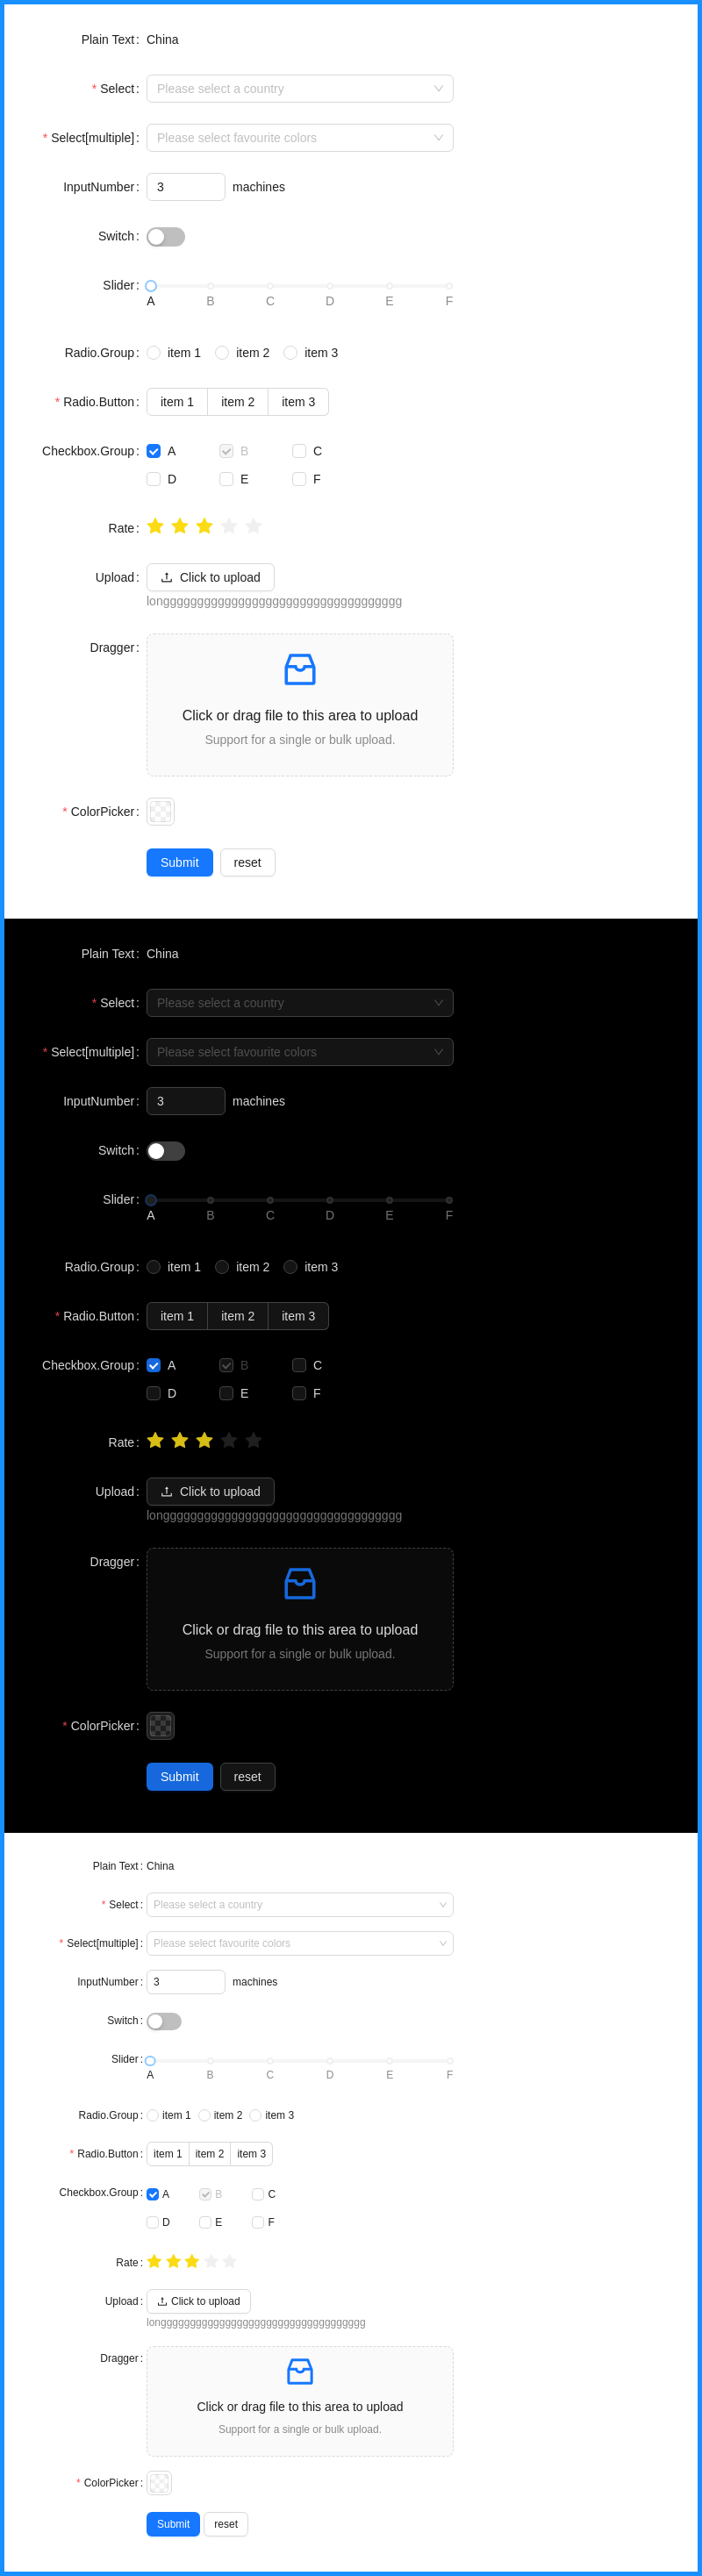 Plain Text: China
* Select: Please select a country
* Select[multiple]: Please select favourite colors
InputNumber: 3 machines
Switch:
Slider:
A B C D E F
Radio.Group: item 1 item 2 item 3
* Radio.Button: item 1 item 2 item 3
Checkbox.Group: A B C
D E F
Rate:
Upload: Click to upload
longggggggggggggggggggggggggggggggggggg
Dragger:
Click or drag file to this area to upload
Support for a single or bulk upload.
* ColorPicker:
Submit reset
Plain Text: China
* Select: Please select a country
* Select[multiple]: Please select favourite colors
InputNumber: 3 machines
Switch:
Slider:
A B C D E F
Radio.Group: item 1 item 2 item 3
* Radio.Button: item 1 item 2 item 3
Checkbox.Group: A B C
D E F
Rate:
Upload: Click to upload
longggggggggggggggggggggggggggggggggggg
Dragger:
Click or drag file to this area to upload
Support for a single or bulk upload.
* ColorPicker:
Submit reset
Plain Text: China
* Select: Please select a country
* Select[multiple]: Please select favourite colors
InputNumber: 3 machines
Switch:
Slider:
A B C D E F
Radio.Group: item 1 item 2 item 3
* Radio.Button: item 1 item 2 item 3
Checkbox.Group: A B C
D E F
Rate:
Upload: Click to upload
longggggggggggggggggggggggggggggggggggg
Dragger:
Click or drag file to this area to upload
Support for a single or bulk upload.
* ColorPicker:
Submit reset